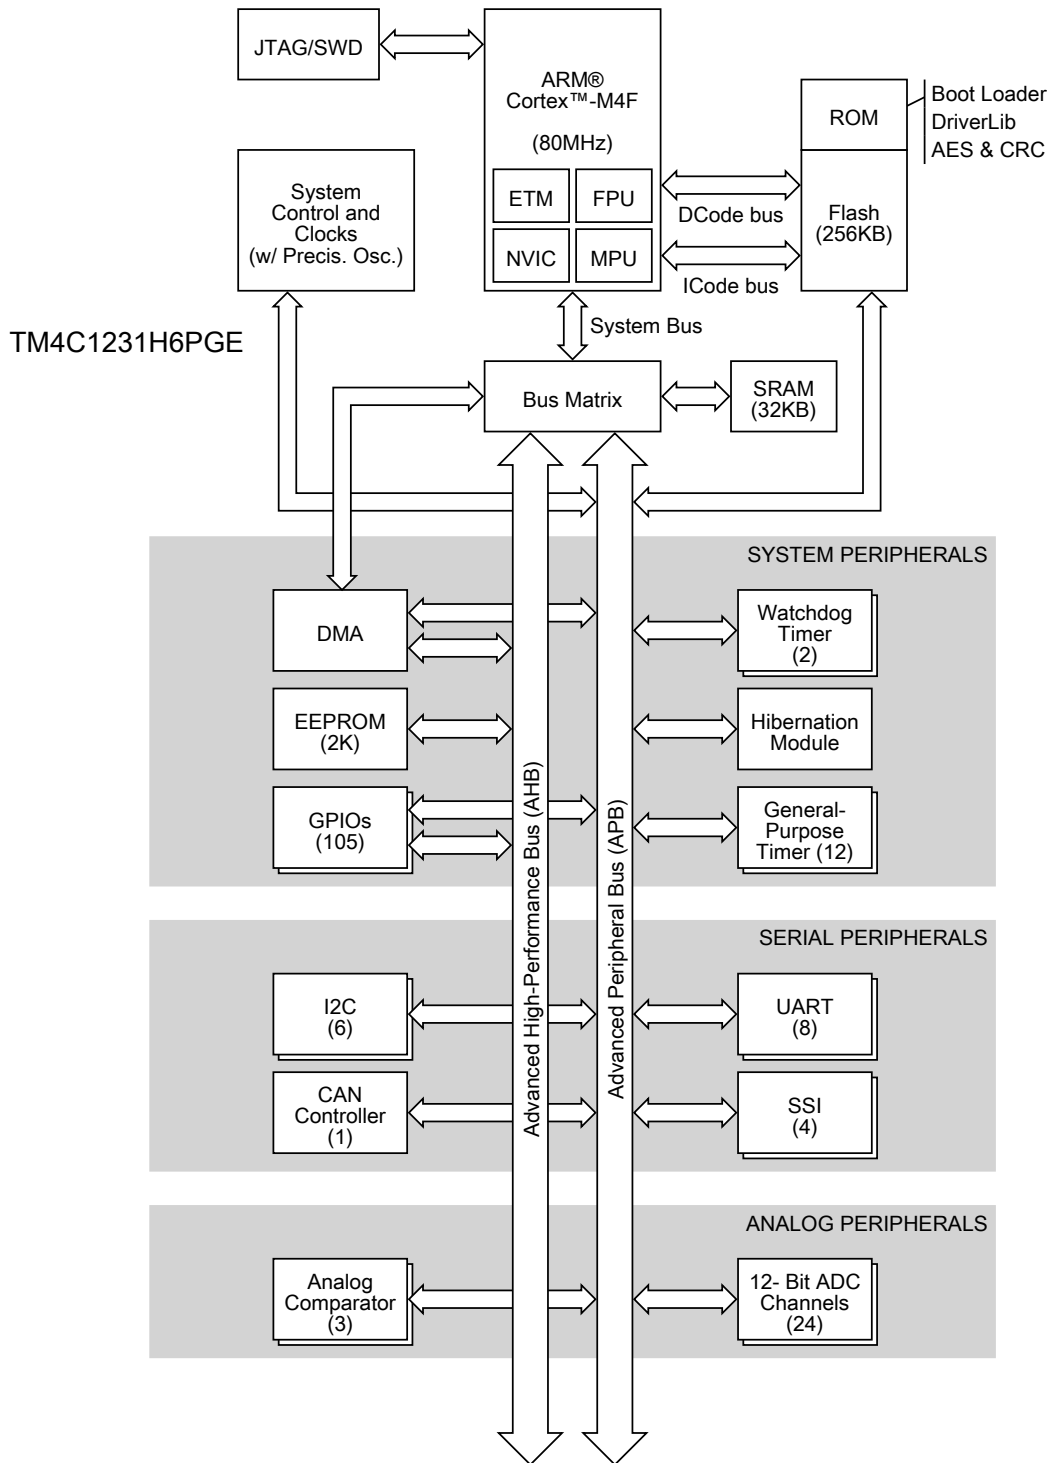 JTAG/SWD
ARM®
Cortex™-M4F
(80MHz)
ETM
FPU
NVIC
MPU
ROM
Boot Loader
DriverLib
AES & CRC
Flash
(256KB)
DCode bus
ICode bus
System
Control and
Clocks
(w/ Precis. Osc.)
TM4C1231H6PGE
System Bus
Bus Matrix
SRAM
(32KB)
SYSTEM PERIPHERALS
DMA
Watchdog
Timer
(2)
EEPROM
(2K)
Hibernation
Module
GPIOs
(105)
General-
Purpose
Timer (12)
Advanced High-Performance Bus (AHB)
Advanced Peripheral Bus (APB)
SERIAL PERIPHERALS
I2C
(6)
UART
(8)
CAN
Controller
(1)
SSI
(4)
ANALOG PERIPHERALS
Analog
Comparator
(3)
12- Bit ADC
Channels
(24)